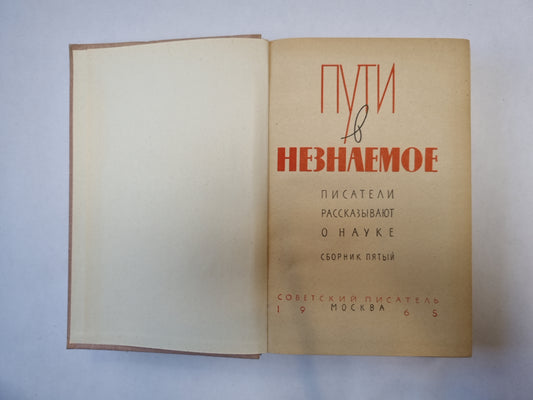 ПУТИ
в
НЕЗНАЕМОЕ
ПИСАТЕЛИ
РАССКАЗЫВАЮТ
О НАУКЕ
СБОРНИК ПЯТЫЙ
СОВЕТСКИЙ ПИСАТЕЛЬ
19 МОСКВА 65